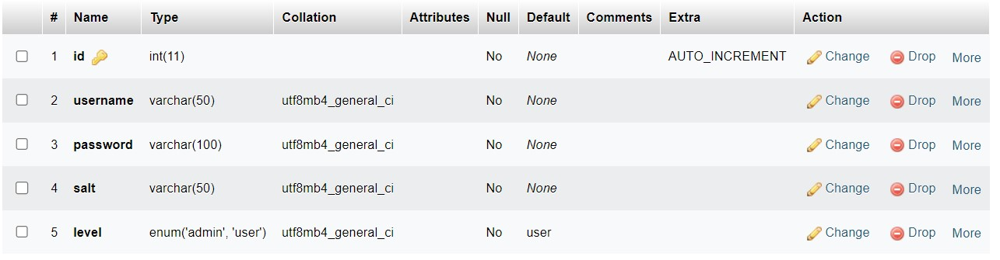 # Name Type Collation Attributes Null Default Comments Extra Action
1 id int(11) No None AUTO_INCREMENT Change Drop More
2 username varchar(50) utf8mb4_general_ci No None Change Drop More
3 password varchar(100) utf8mb4_general_ci No None Change Drop More
4 salt varchar(50) utf8mb4_general_ci No None Change Drop More
5 level enum('admin', 'user') utf8mb4_general_ci No user Change Drop More